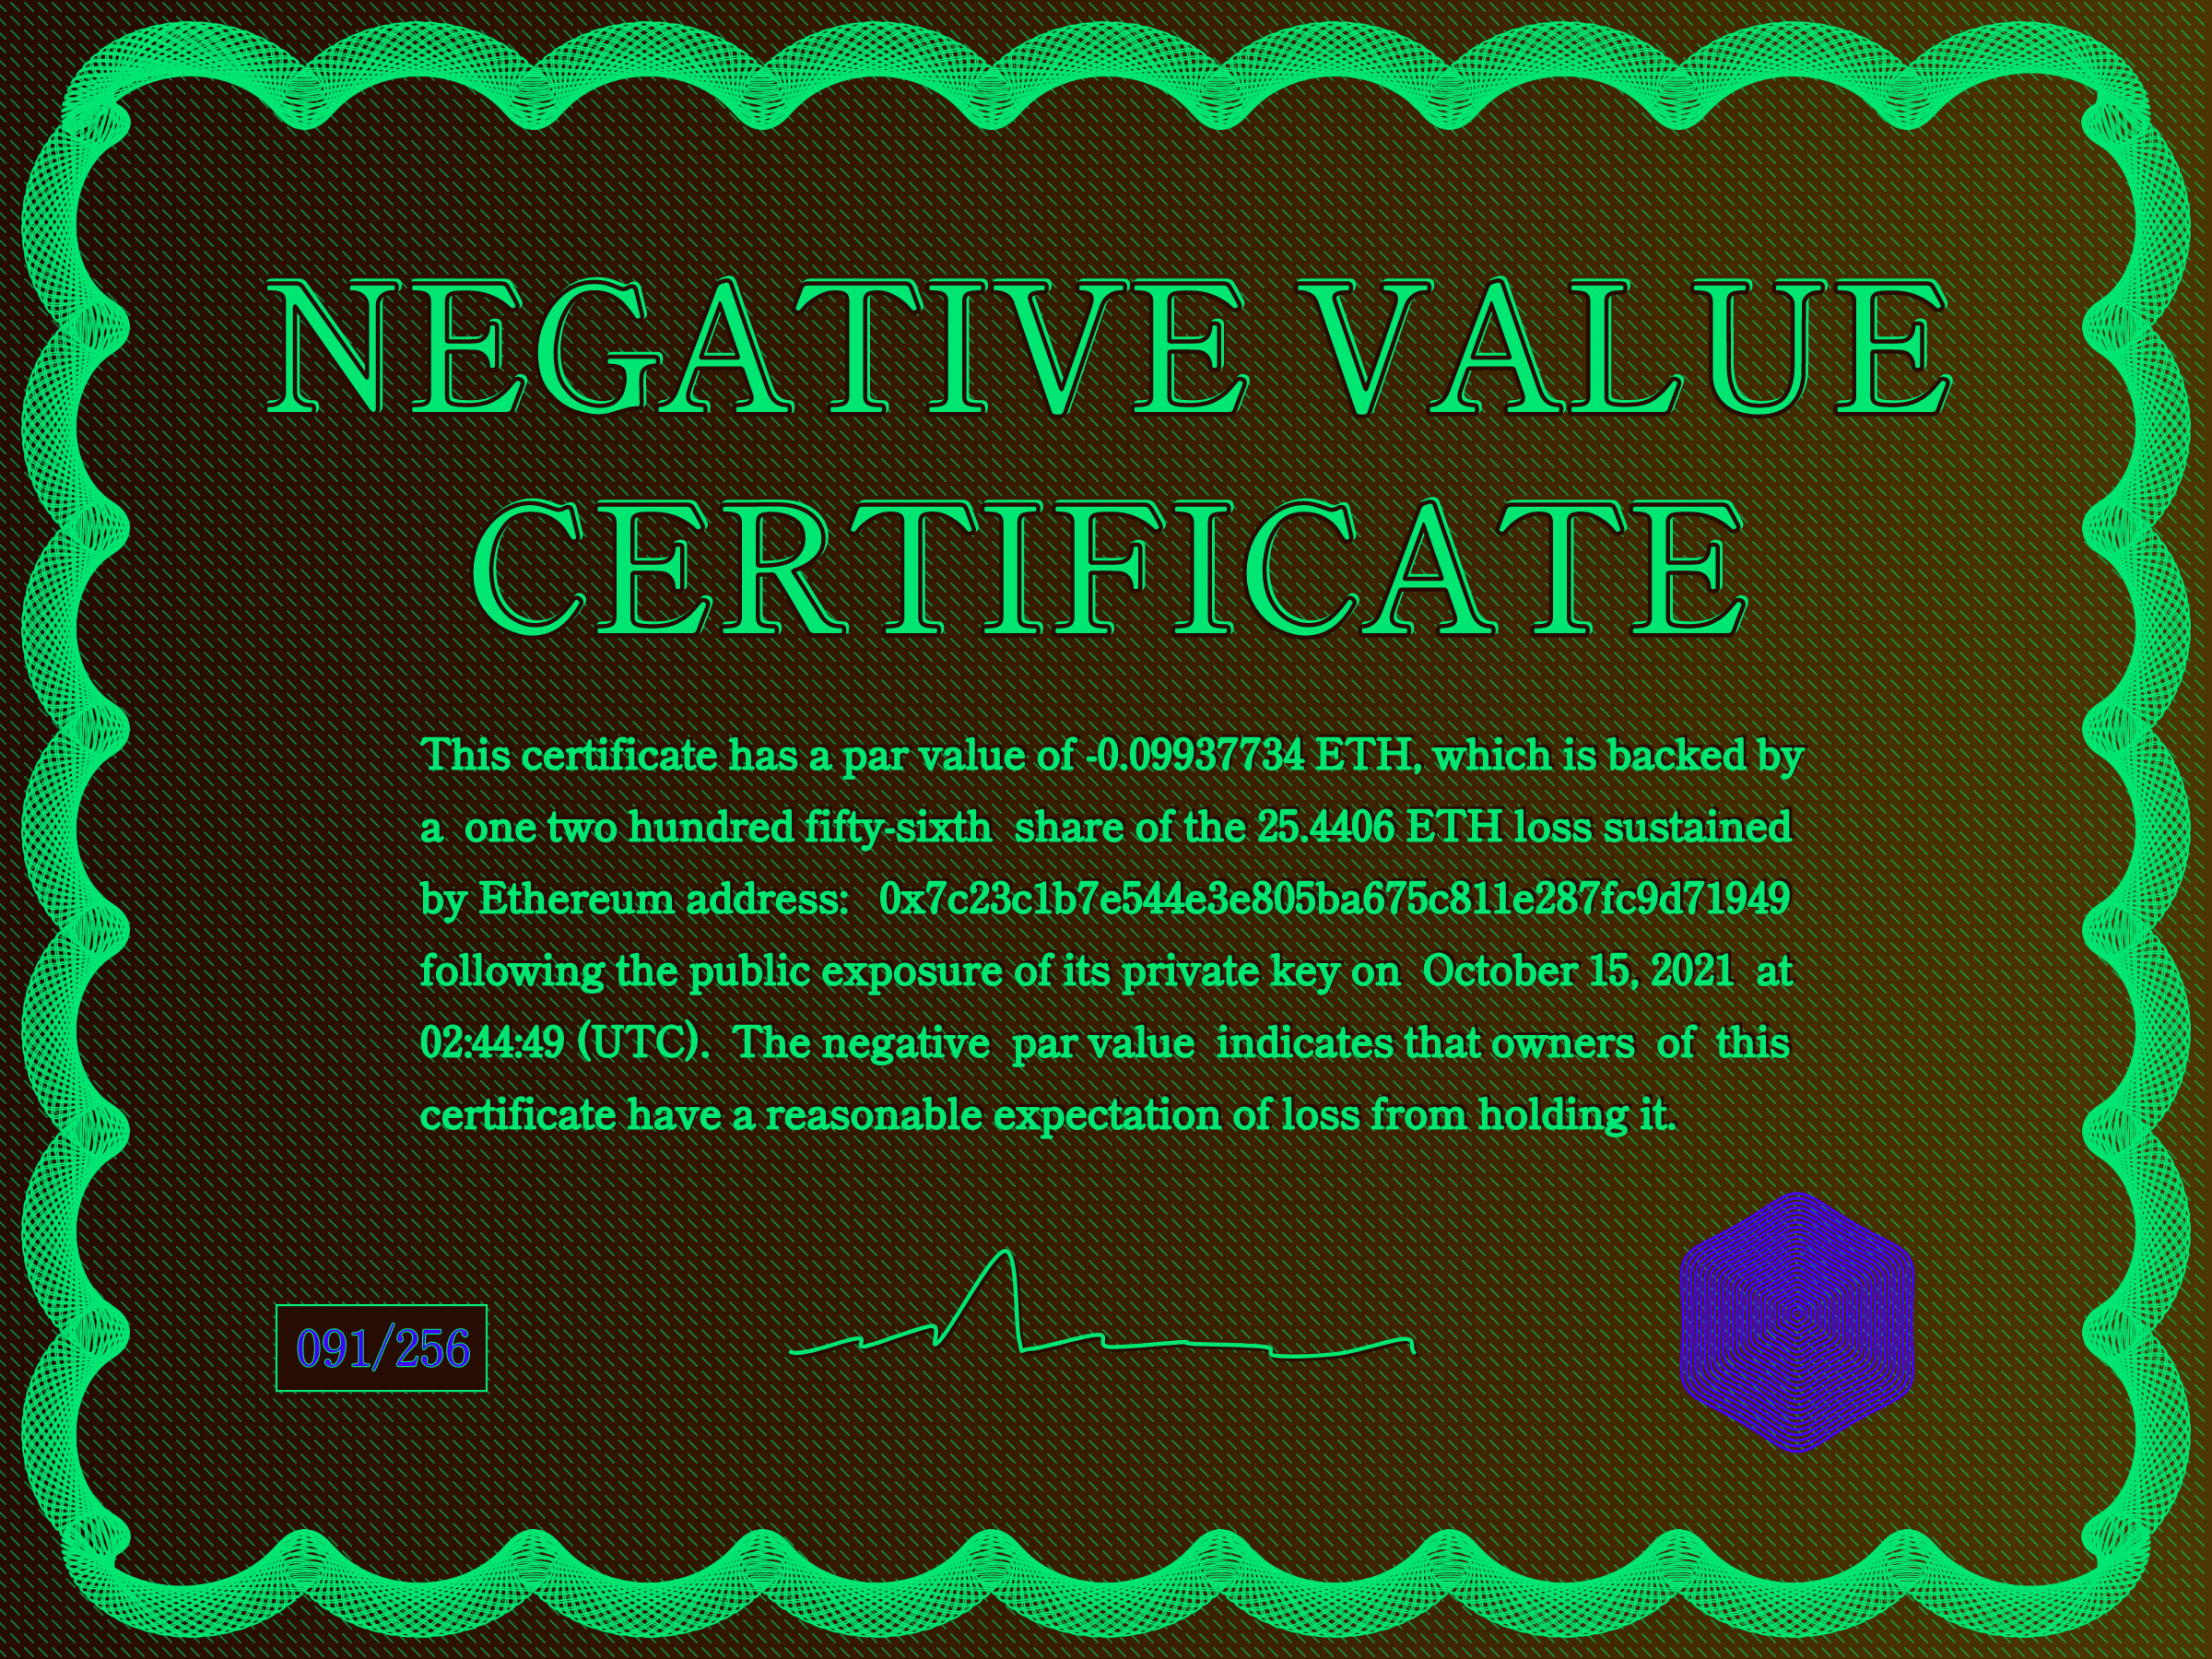 NEGATIVE VALUE
CERTIFICATE
This certificate has a par value of -0.09937734 ETH, which is backed by
a one two hundred fifty-sixth share of the 25.4406 ETH loss sustained
by Ethereum address: 0x7c23c1b7e544e3e805ba675c811e287fc9d71949
following the public exposure of its private key on October 15, 2021 at
02:44:49 (UTC). The negative par value indicates that owners of this
certificate have a reasonable expectation of loss from holding it.
091/256